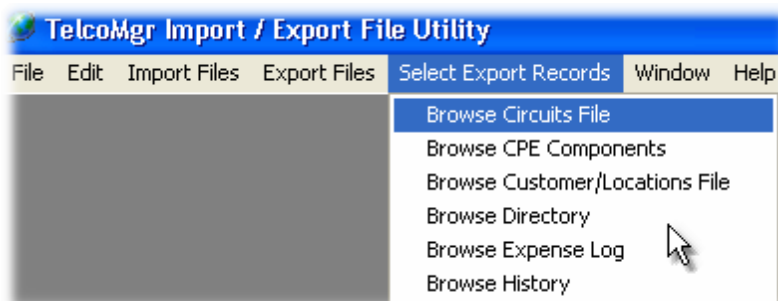 TelcoMgr Import / Export File Utility
File Edit Import Files Export Files Select Export Records Window Help
Browse Circuits File
Browse CPE Components
Browse Customer/Locations File
Browse Directory
Browse Expense Log
Browse History